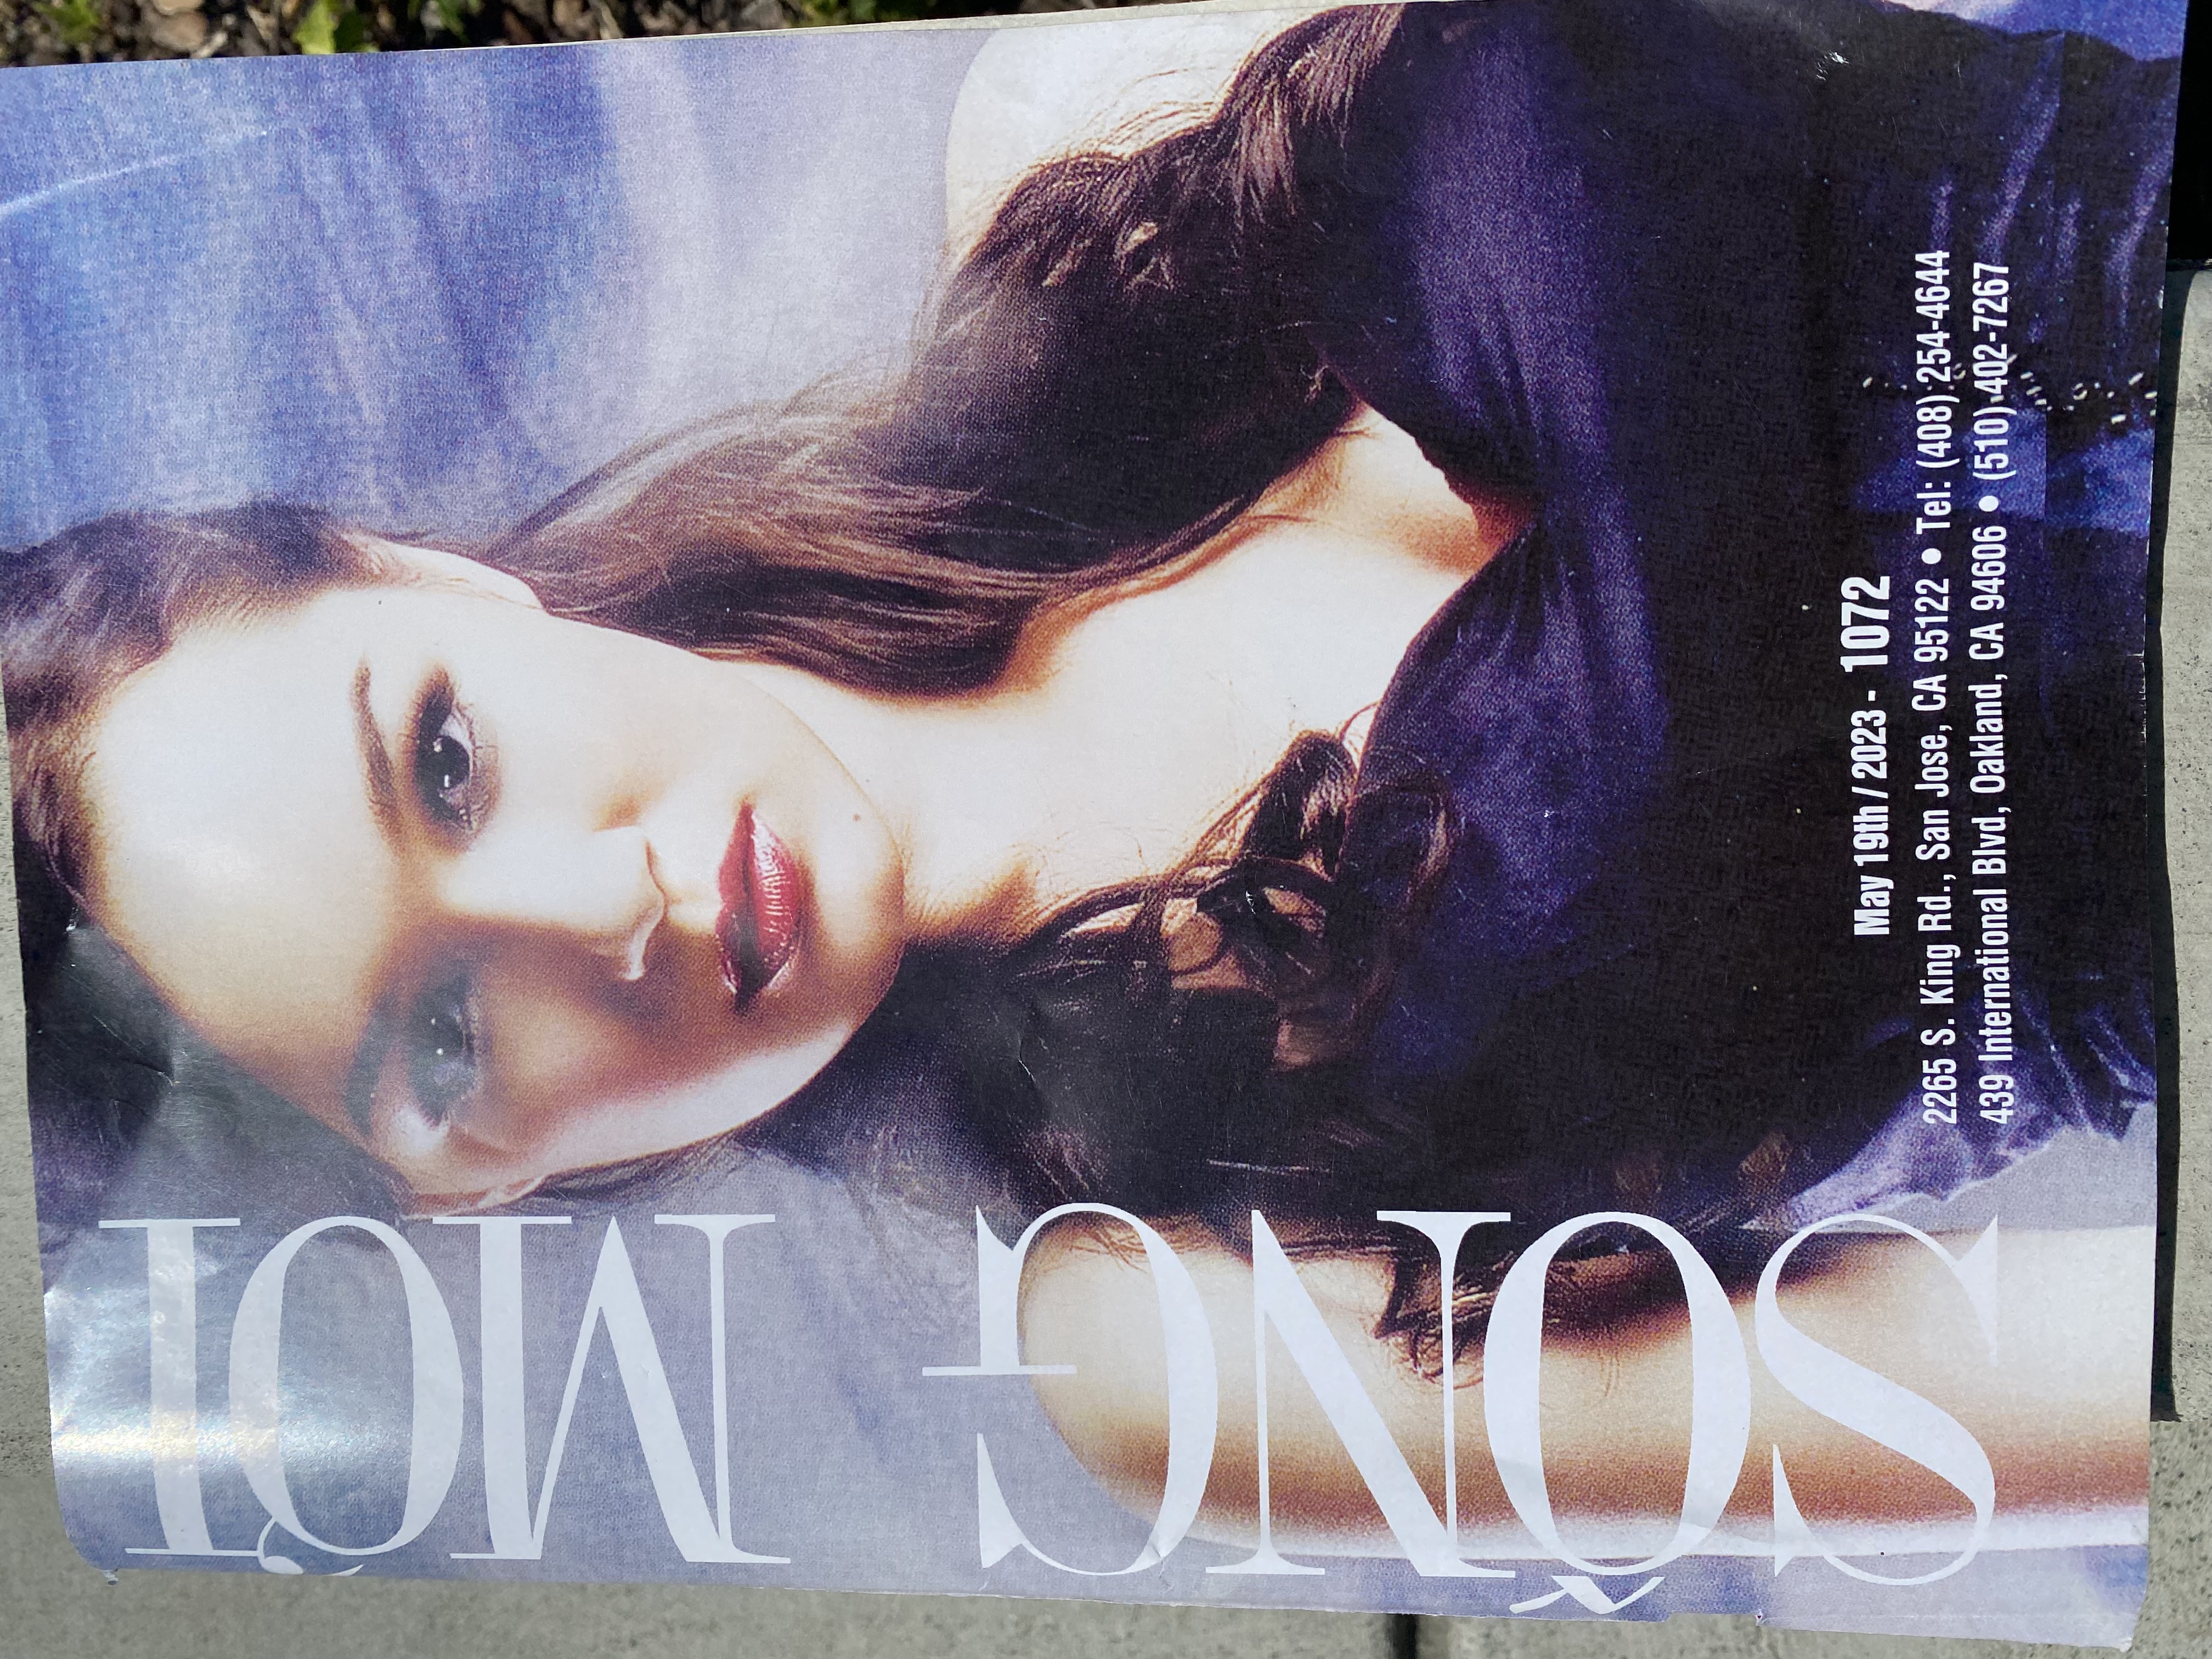 SỐNG MỚI
May 19th / 2023 - 1072
2265 S. King Rd., San Jose, CA 95122 • Tel: (408) 254-4644
439 International Blvd, Oakland, CA 94606 • (510) 402-7267